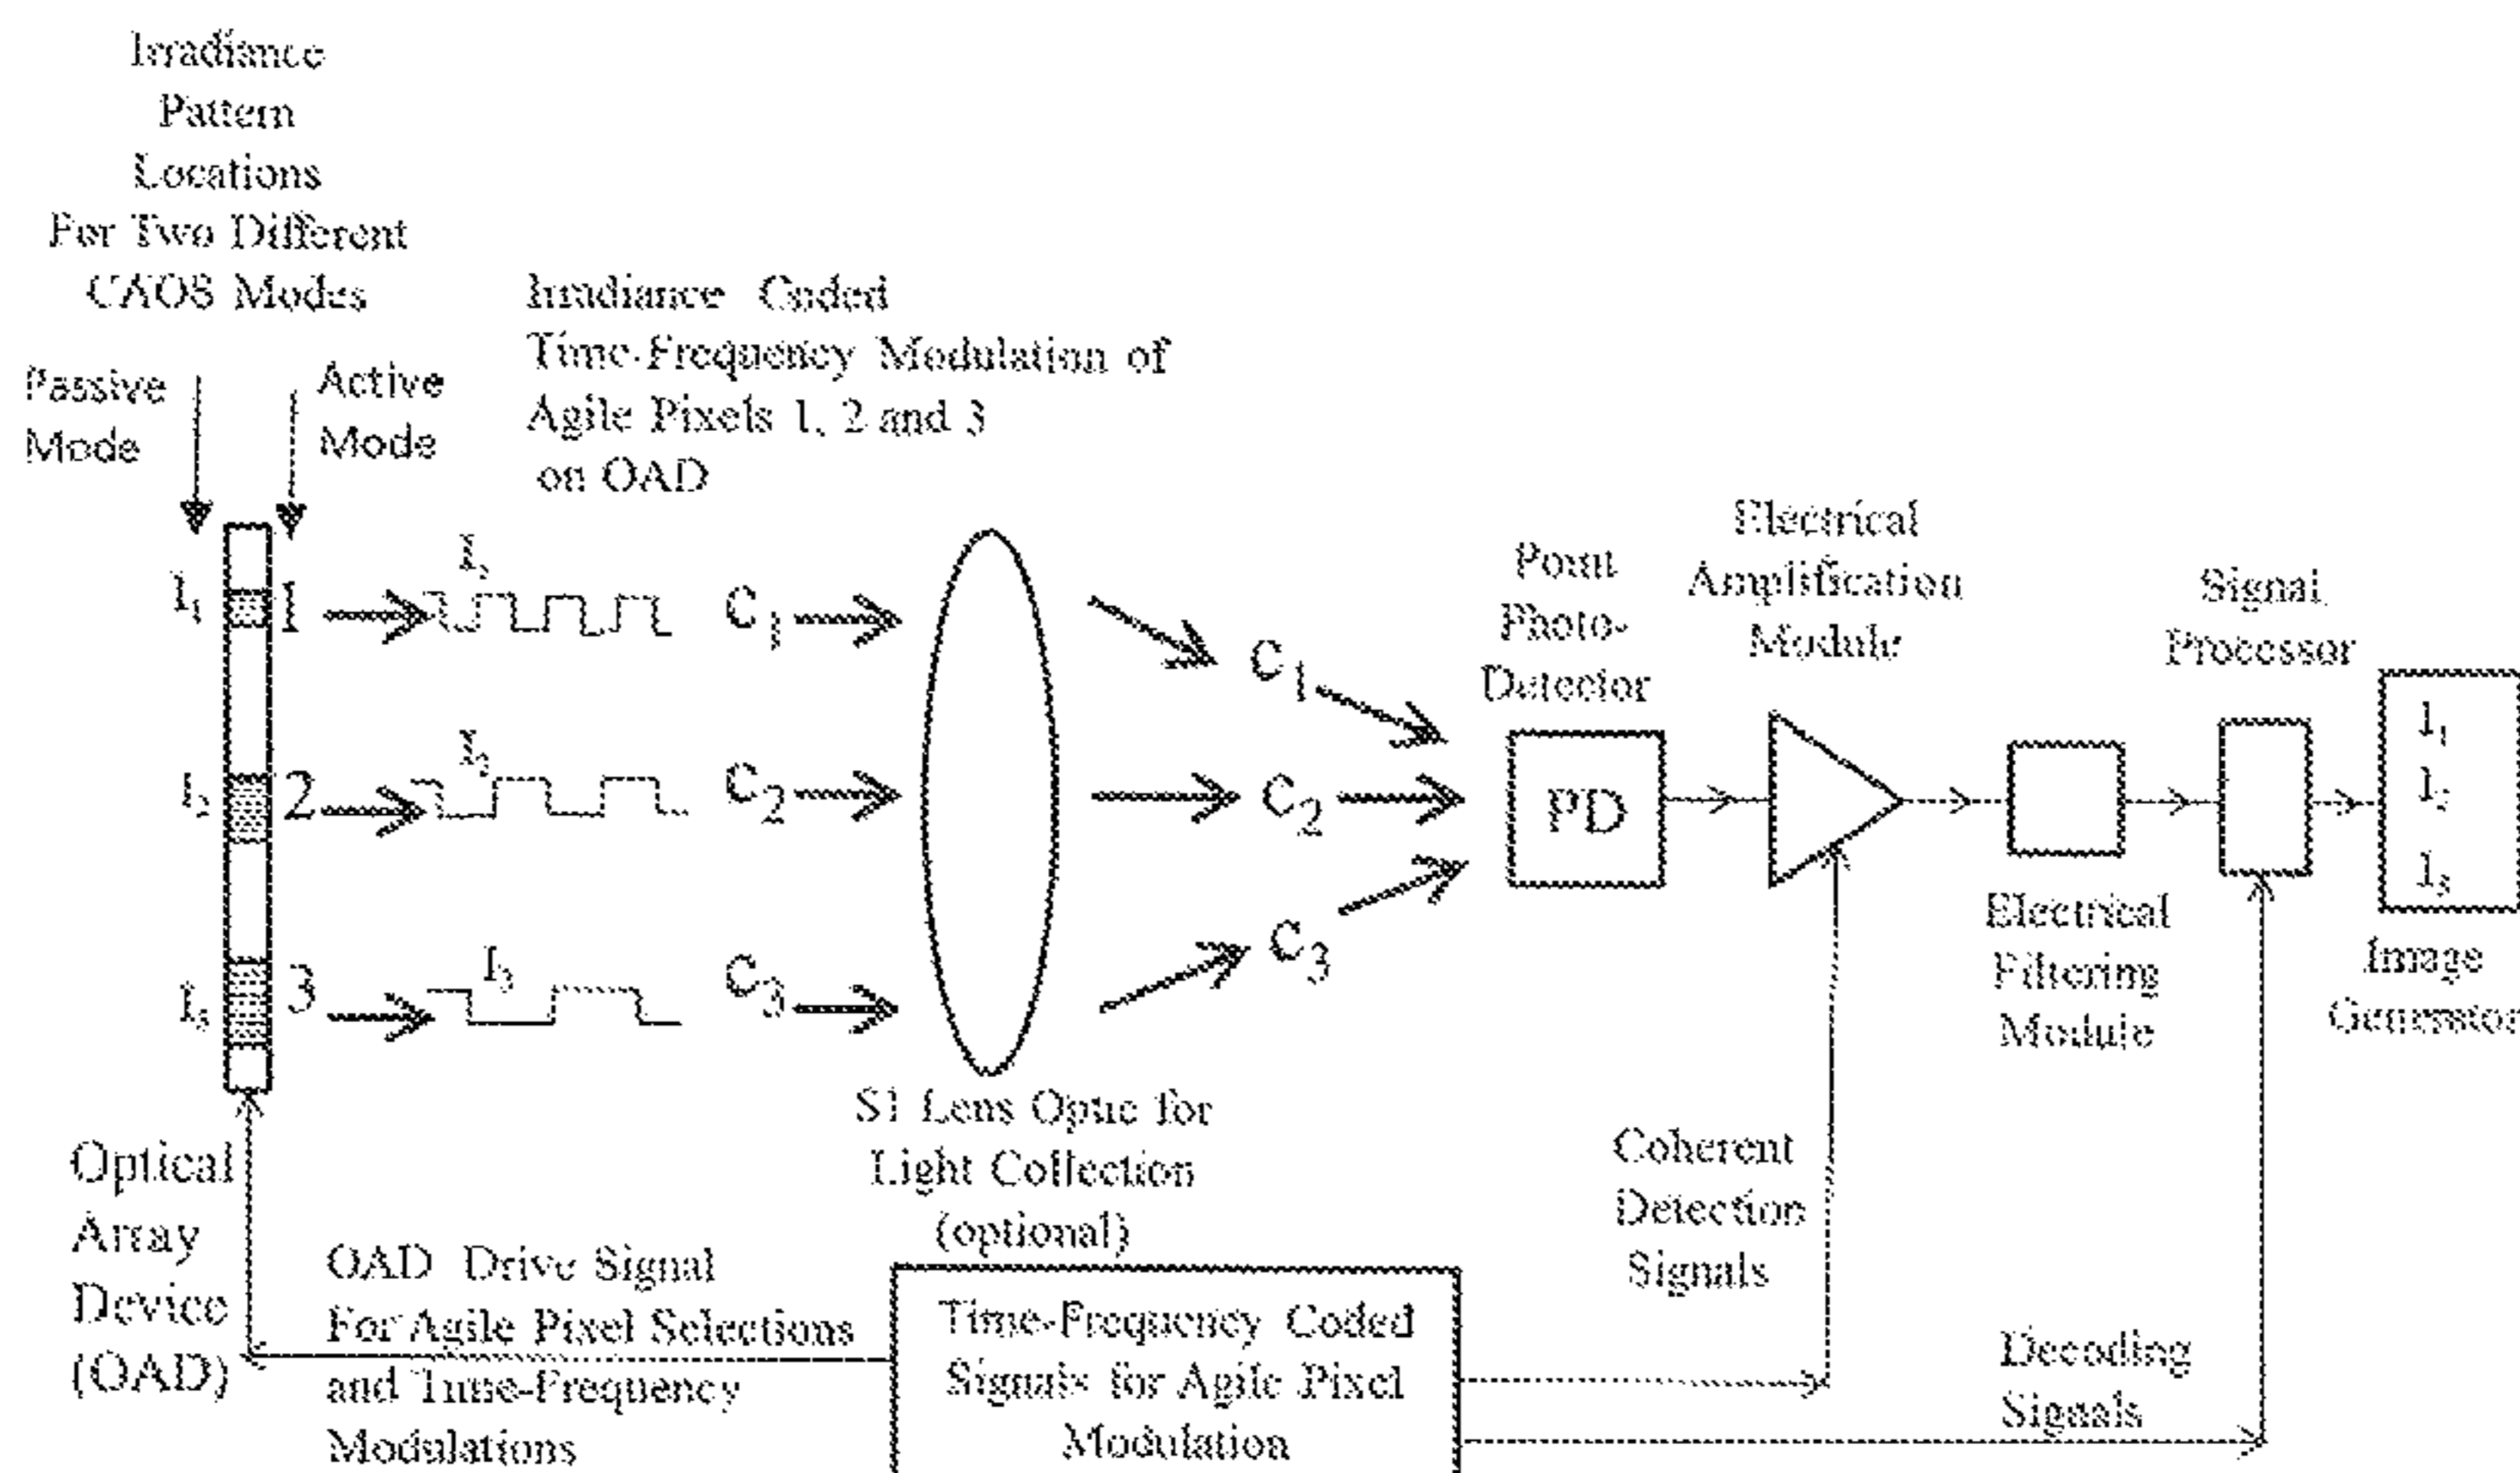 Irradiance
Pattern
Locations
For Two Different
CAOS Modes
Passive
Mode
Active
Mode
Irradiance Coded
Time-Frequency Modulation of
Agile Pixels 1, 2 and 3
on OAD
I₁
1
C₁
C₁
I₂
2
I₂
C₂
C₂
I₃
3
I₃
C₃
C₃
Point
Photo-
Detector
PD
Electrical
Amplification
Module
Signal
Processor
I₁
I₂
I₃
Electrical
Filtering
Module
Image
Generator
S1 Lens Optic for
Light Collection
(optional)
Optical
Array
Device
(OAD)
OAD Drive Signal
For Agile Pixel Selections
and Time-Frequency
Modulations
Time-Frequency Coded
Signals for Agile Pixel
Modulation
Coherent
Detection
Signals
Decoding
Signals